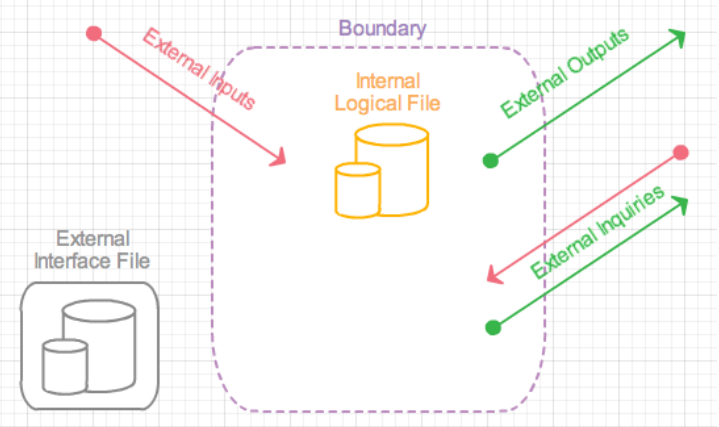 Boundary
External Inputs
Internal
Logical File
External Outputs
External Inquiries
External
Interface File